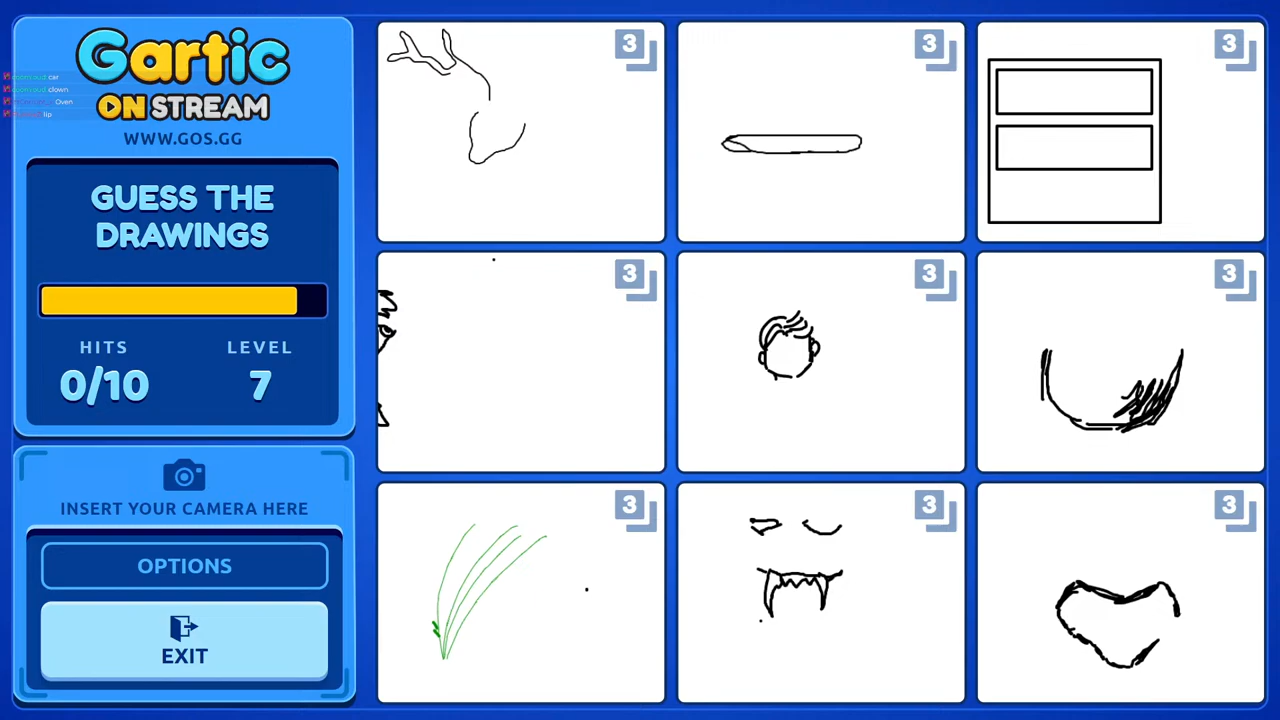 Gartic
ON STREAM
WWW.GOS.GG
car
clown
Oven
lip
GUESS THE
DRAWINGS
HITS
LEVEL
0/10
7
INSERT YOUR CAMERA HERE
OPTIONS
EXIT
3
3
3
3
3
3
3
3
3